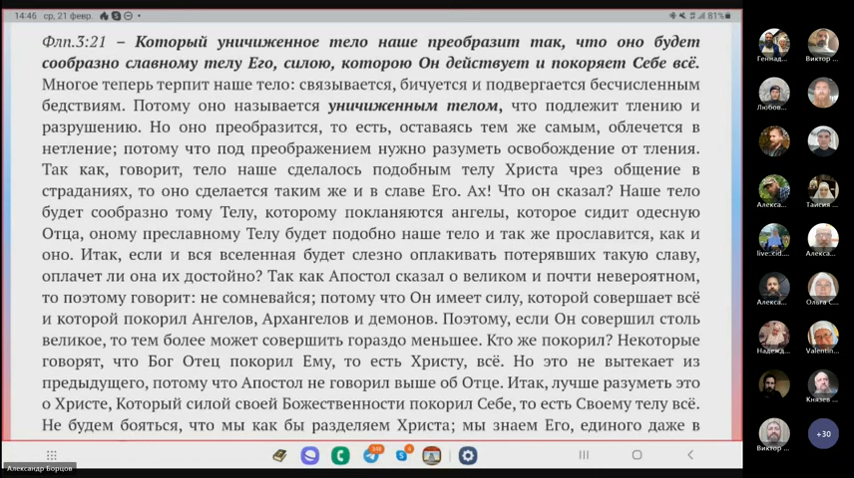 14:46 ср, 21 февр.
81%
Флп.3:21 – Который уничиженное тело наше преобразит так, что оно будет
сообразно славному телу Его, силою, которою Он действует и покоряет Себе всё.
Многое теперь терпит наше тело: связывается, бичуется и подвергается бесчисленным
бедствиям. Потому оно называется уничиженным телом, что подлежит тлению и
разрушению. Но оно преобразится, то есть, оставаясь тем же самым, облечется в
нетление; потому что под преображением нужно разуметь освобождение от тления.
Так как, говорит, тело наше сделалось подобным телу Христа чрез общение в
страданиях, то оно сделается таким же и в славе Его. Ах! Что он сказал? Наше тело
будет сообразно тому Телу, которому покланяются ангелы, которое сидит одесную
Отца, оному преславному Телу будет подобно наше тело и так же прославится, как и
оно. Итак, если и вся вселенная будет слезно оплакивать потерявших такую славу,
оплачет ли она их достойно? Так как Апостол сказал о великом и почти невероятном,
то поэтому говорит: не сомневайся; потому что Он имеет силу, которой совершает всё
и которой покорил Ангелов, Архангелов и демонов. Поэтому, если Он совершил столь
великое, то тем более может совершить гораздо меньшее. Кто же покорил? Некоторые
говорят, что Бог Отец покорил Ему, то есть Христу, всё. Но это не вытекает из
предыдущего, потому что Апостол не говорил выше об Отце. Итак, лучше разуметь это
о Христе, Который силой своей Божественности покорил Себе, то есть Своему телу всё.
Не будем бояться, что мы как бы разделяем Христа; мы знаем Его, единого даже в
Александр Борцов
Геннад...
Виктор ...
Любов...
Алекса...
Таисия ...
live:.cid...
Алекса...
Алекса...
Ольга С...
Надежд...
Valentin...
Князев ...
Виктор ...
+30